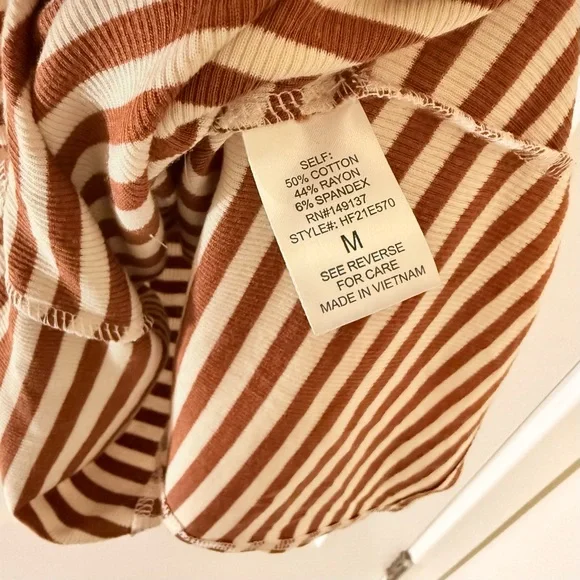 SELF:
50% COTTON
44% RAYON
6% SPANDEX
RN#149137
STYLE#: HF21E570
M
SEE REVERSE
FOR CARE
MADE IN VIETNAM